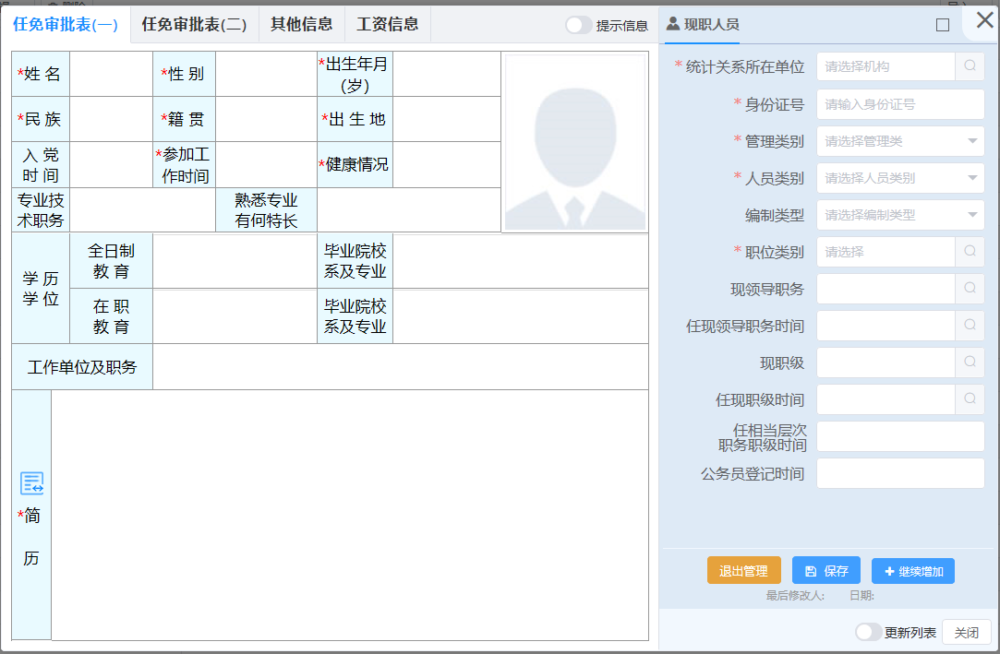 任免审批表(一) 任免审批表(二) 其他信息 工资信息 提示信息
*姓 名 *性 别 *出生年月
(岁)
*民 族 *籍 贯 *出 生 地
入 党
时 间
*参加工
作时间
*健康情况
专业技
术职务
熟悉专业
有何特长
学 历
学 位
全日制
教 育
毕业院校
系及专业
在 职
教 育
毕业院校
系及专业
工作单位及职务
*简
历
现职人员
*统计关系所在单位 请选择机构
*身份证号 请输入身份证号
*管理类别 请选择管理类
*人员类别 请选择人员类别
编制类型 请选择编制类型
*职位类别 请选择
现领导职务
任现领导职务时间
现职级
任现职级时间
任相当层次
职务职级时间
公务员登记时间
退出管理 保存 继续增加
最后修改人: 日期:
更新列表 关闭